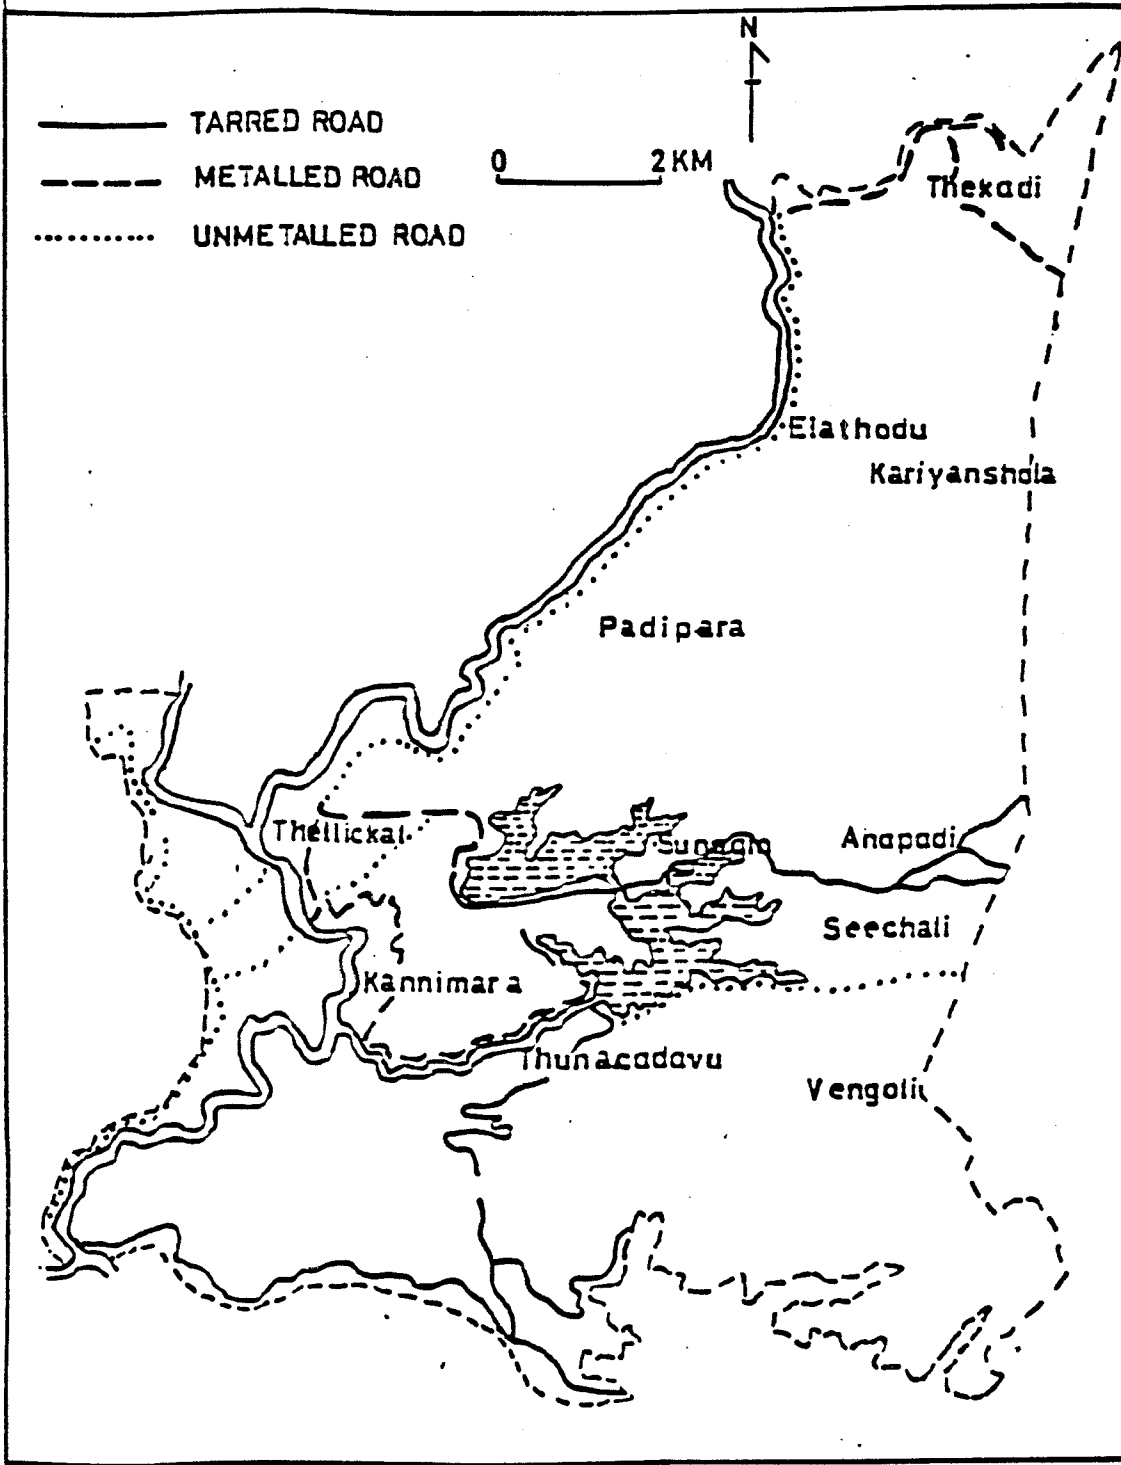 N
TARRED ROAD
0 2 KM
METALLED ROAD
Thekadi
UNMETALLED ROAD
Elathodu
Kariyanshola
Padipara
Thellickal
Anapadi
Seechali
Kannimara
Thunacadavu
Vengoli